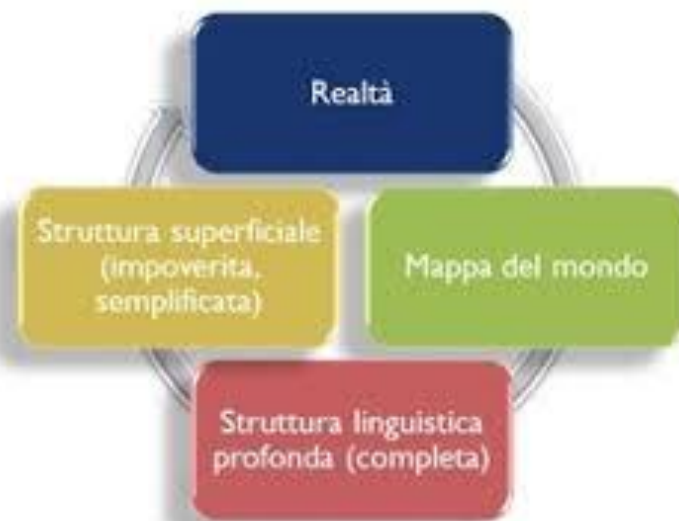 Realtà
Struttura superficiale
(impoverita,
semplificata)
Mappa del mondo
Struttura linguistica
profonda (completa)